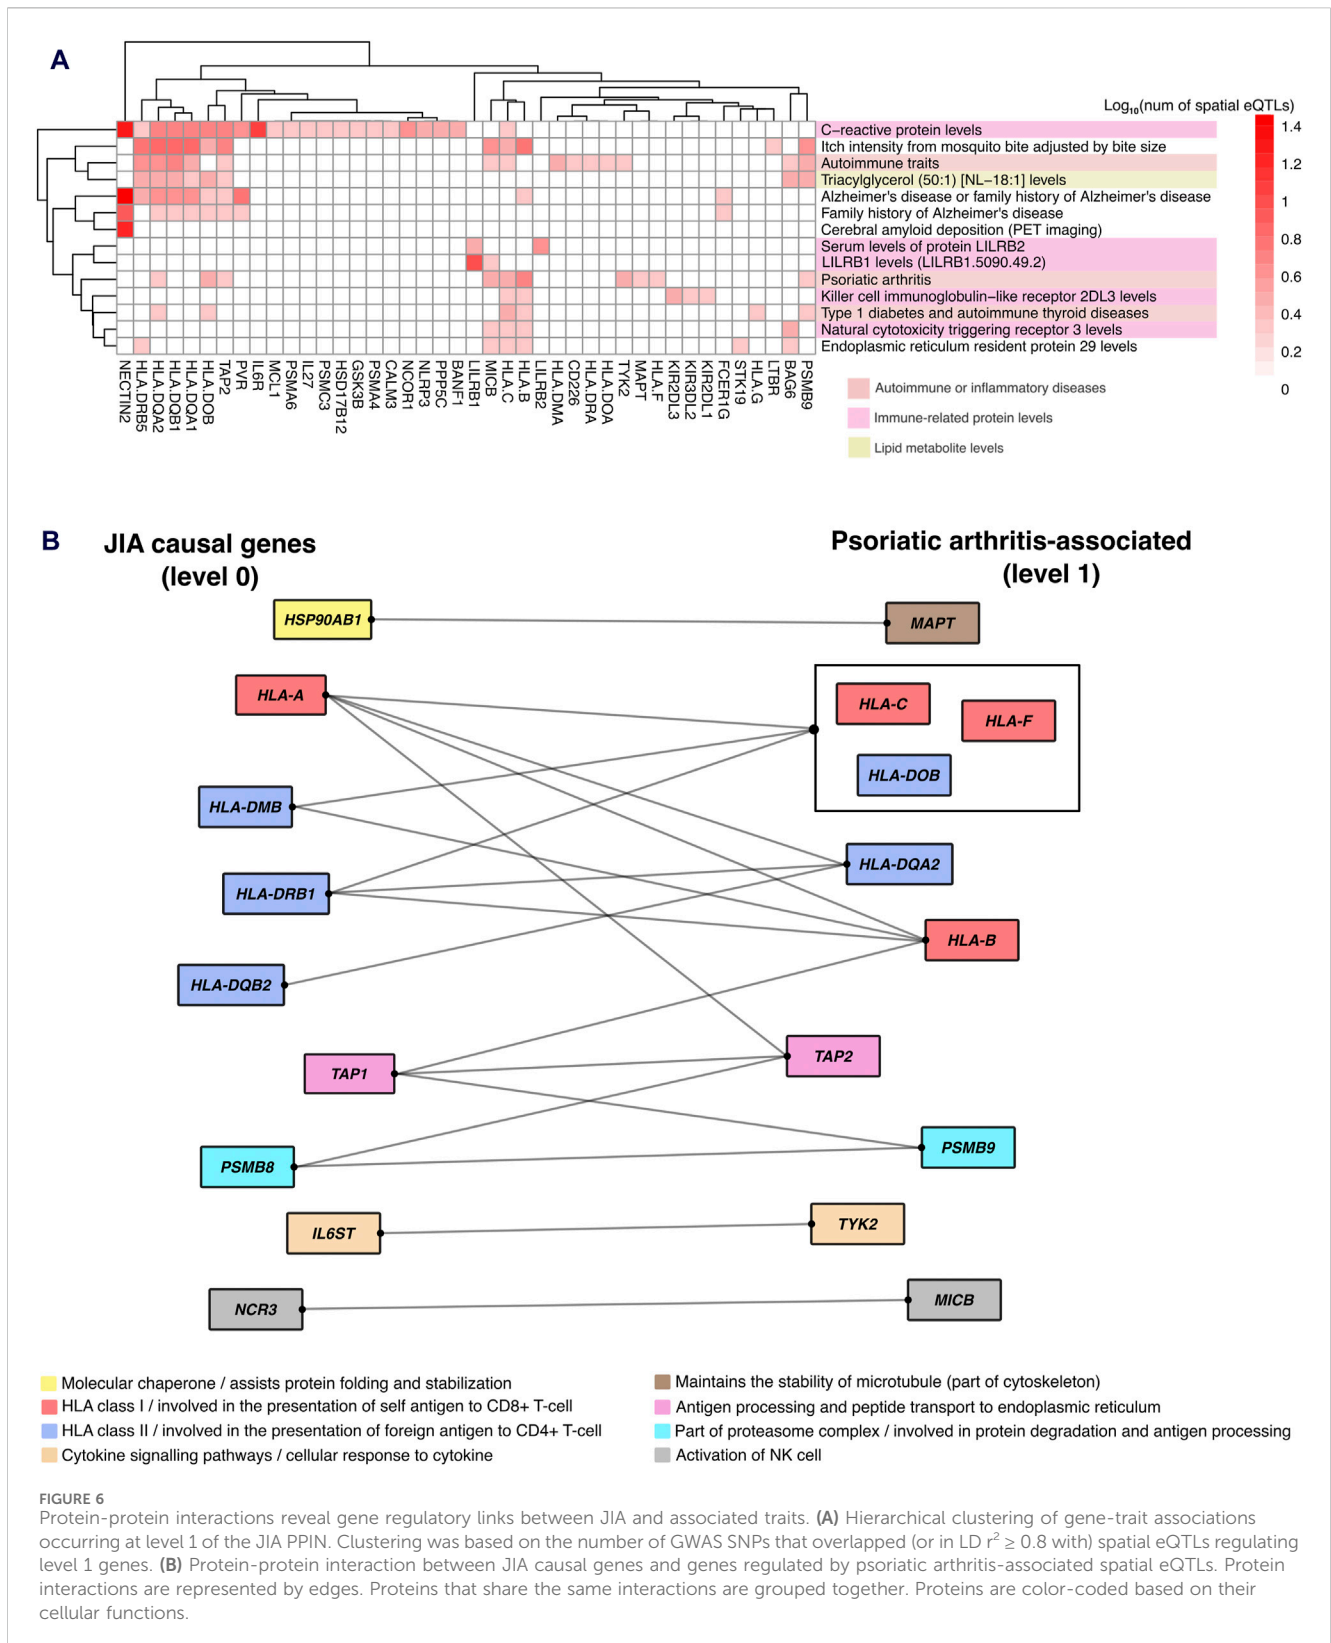 A
Log₁₀(num of spatial eQTLs)
1.4
1.2
1
0.8
0.6
0.4
0.2
0
C−reactive protein levels
Itch intensity from mosquito bite adjusted by bite size
Autoimmune traits
Triacylglycerol (50:1) [NL−18:1] levels
Alzheimer's disease or family history of Alzheimer's disease
Family history of Alzheimer's disease
Cerebral amyloid deposition (PET imaging)
Serum levels of protein LILRB2
LILRB1 levels (LILRB1.5090.49.2)
Psoriatic arthritis
Killer cell immunoglobulin−like receptor 2DL3 levels
Type 1 diabetes and autoimmune thyroid diseases
Natural cytotoxicity triggering receptor 3 levels
Endoplasmic reticulum resident protein 29 levels
NECTIN2
HLA.DRB5
HLA.DQA2
HLA.DQB1
HLA.DQA1
HLA.DOB
TAP2
PVR
IL6R
MCL1
PSMA6
IL27
PSMC3
HSD17B12
GSK3B
PSMA4
CALM3
NCOR1
NLRP3
PPP5C
BANF1
LILRB1
MICB
HLA.C
HLA.B
LILRB2
HLA.DMA
CD226
HLA.DRA
HLA.DOA
TYK2
MAPT
HLA.F
KIR2DL3
KIR3DL2
KIR2DL1
FCER1G
STK19
HLA.G
LTBR
BAG6
PSMB9
Autoimmune or inflammatory diseases
Immune-related protein levels
Lipid metabolite levels
B
JIA causal genes
(level 0)
Psoriatic arthritis-associated
(level 1)
HSP90AB1
MAPT
HLA-A
HLA-C
HLA-F
HLA-DOB
HLA-DMB
HLA-DQA2
HLA-DRB1
HLA-B
HLA-DQB2
TAP1
TAP2
PSMB8
PSMB9
IL6ST
TYK2
NCR3
MICB
Molecular chaperone / assists protein folding and stabilization
HLA class I / involved in the presentation of self antigen to CD8+ T-cell
HLA class II / involved in the presentation of foreign antigen to CD4+ T-cell
Cytokine signalling pathways / cellular response to cytokine
Maintains the stability of microtubule (part of cytoskeleton)
Antigen processing and peptide transport to endoplasmic reticulum
Part of proteasome complex / involved in protein degradation and antigen processing
Activation of NK cell
FIGURE 6
Protein-protein interactions reveal gene regulatory links between JIA and associated traits. (A) Hierarchical clustering of gene-trait associations
occurring at level 1 of the JIA PPIN. Clustering was based on the number of GWAS SNPs that overlapped (or in LD r² ≥ 0.8 with) spatial eQTLs regulating
level 1 genes. (B) Protein-protein interaction between JIA causal genes and genes regulated by psoriatic arthritis-associated spatial eQTLs. Protein
interactions are represented by edges. Proteins that share the same interactions are grouped together. Proteins are color-coded based on their
cellular functions.